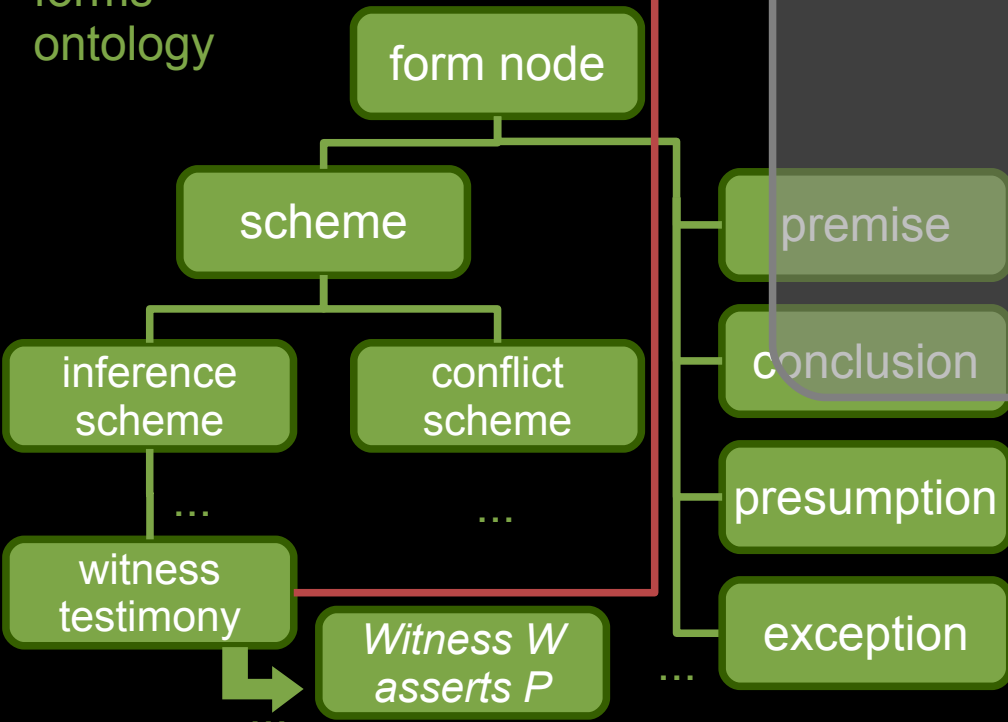 forms
ontology
form node
scheme
premise
inference
scheme
conflict
scheme
conclusion
...
...
presumption
witness
testimony
Witness W
asserts P
...
exception
...